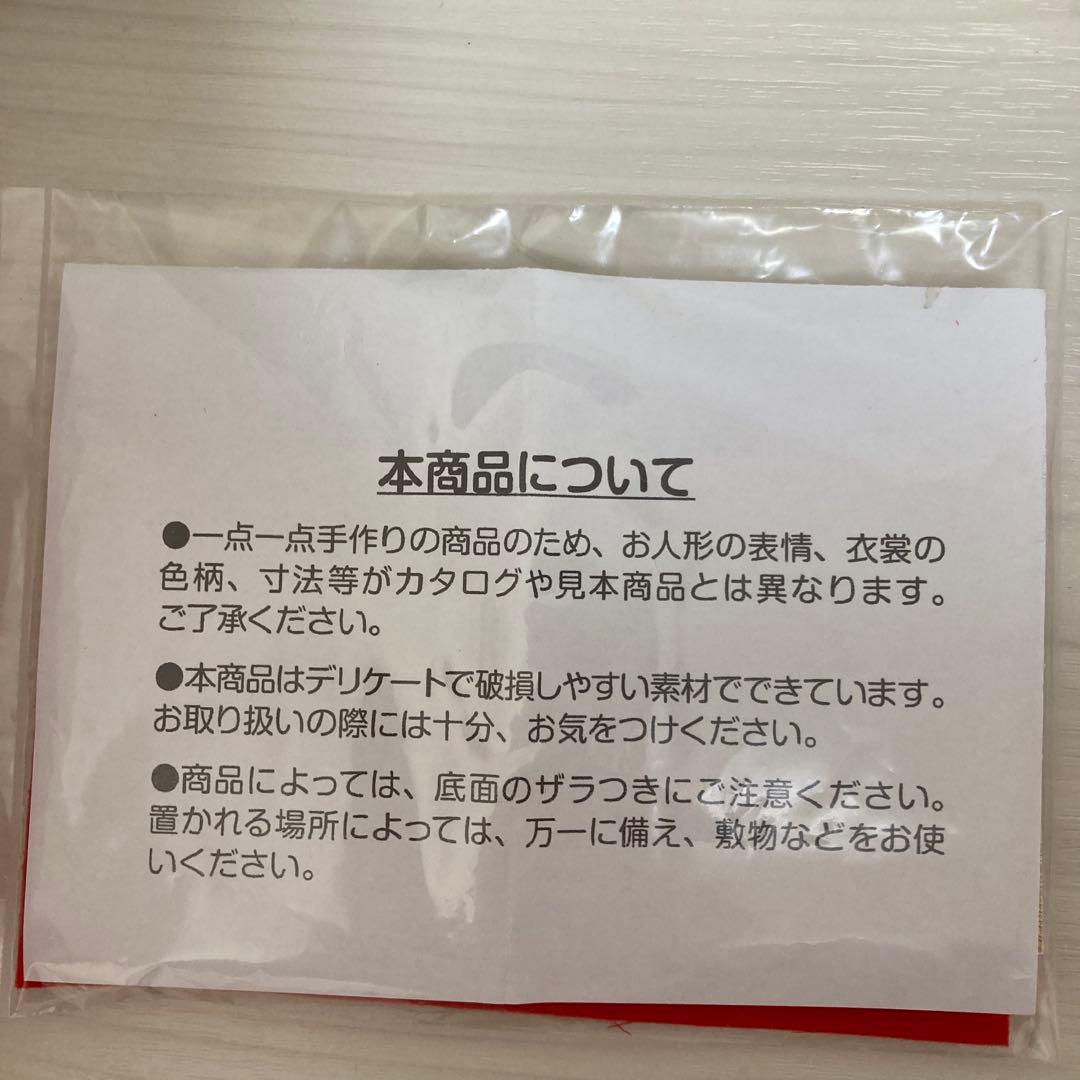 本商品について
●一点一点手作りの商品のため、お人形の表情、衣裳の
色柄、寸法等がカタログや見本商品とは異なります。
ご了承ください。
●本商品はデリケートで破損しやすい素材でできています。
お取り扱いの際には十分、お気をつけください。
●商品によっては、底面のザラつきにご注意ください。
置かれる場所によっては、万一に備え、敷物などをお使
いください。